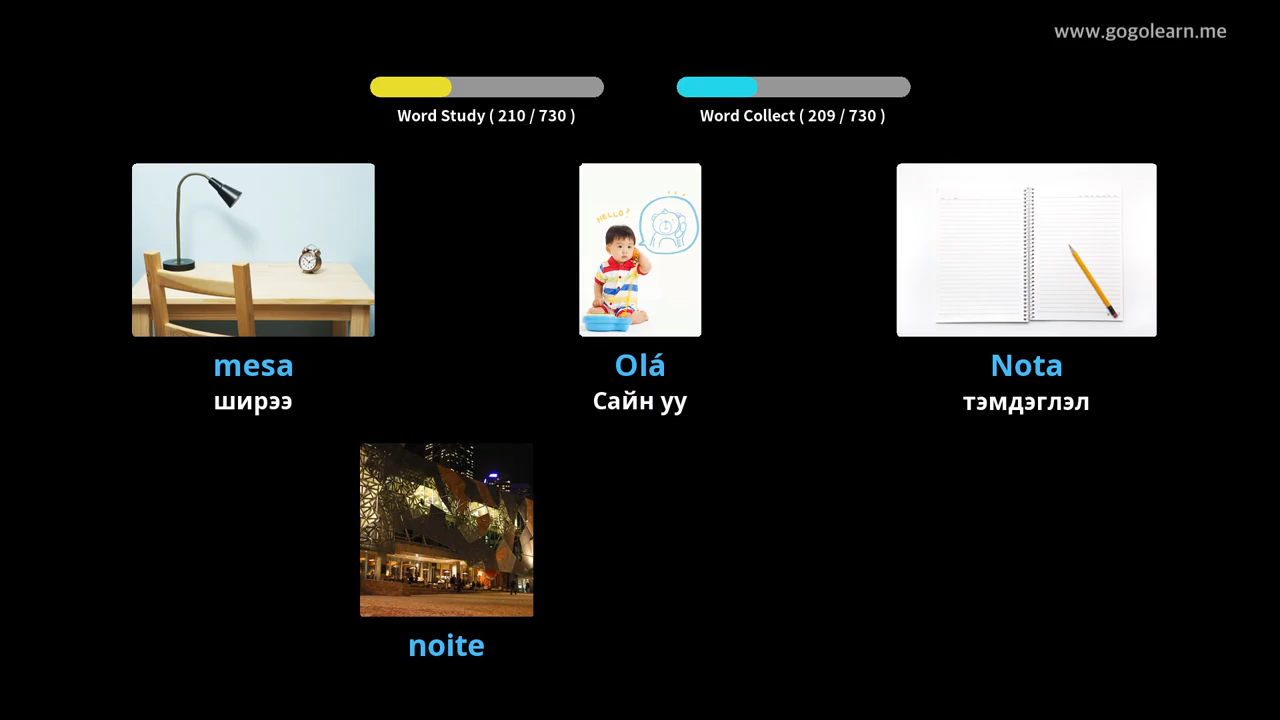 www.gogolearn.me
Word Study ( 210 / 730 )
Word Collect ( 209 / 730 )
HELLO?
mesa
Olá
Nota
ширээ
Сайн уу
тэмдэглэл
noite